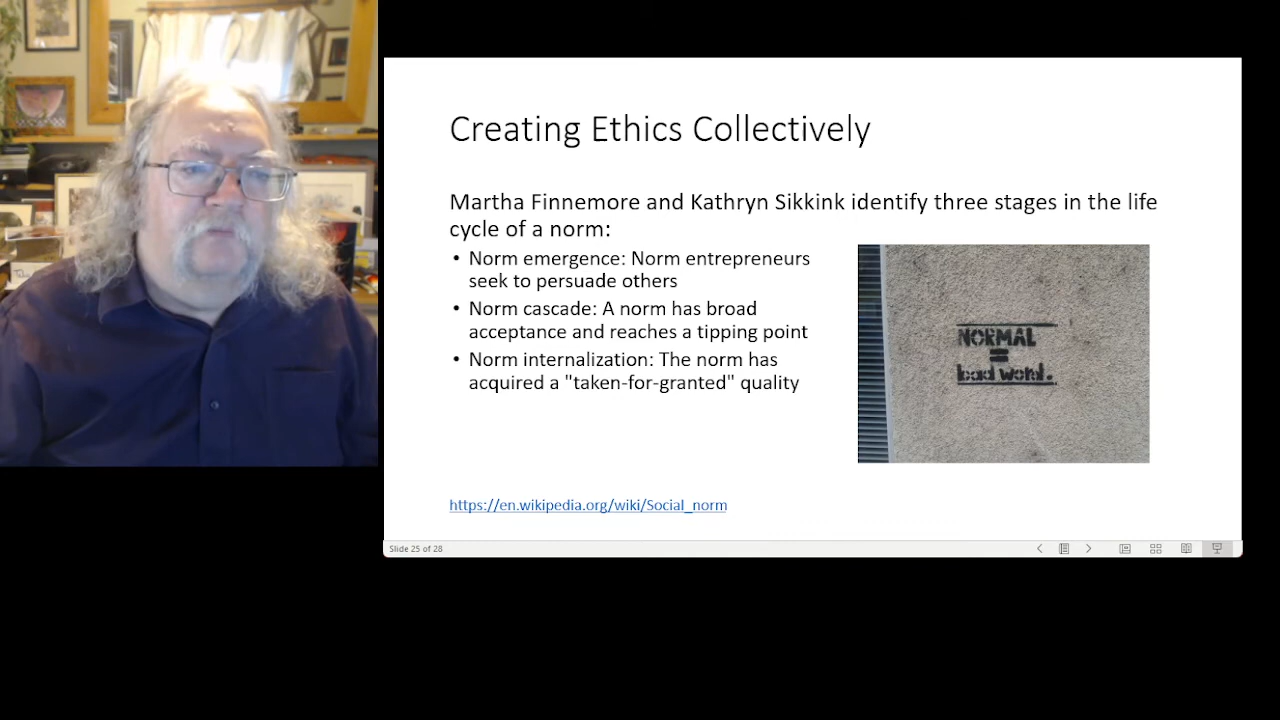 Creating Ethics Collectively
Martha Finnemore and Kathryn Sikkink identify three stages in the life
cycle of a norm:
• Norm emergence: Norm entrepreneurs
seek to persuade others
• Norm cascade: A norm has broad
acceptance and reaches a tipping point
• Norm internalization: The norm has
acquired a "taken-for-granted" quality
NORMAL
=
bad word.
https://en.wikipedia.org/wiki/Social_norm
Slide 25 of 28